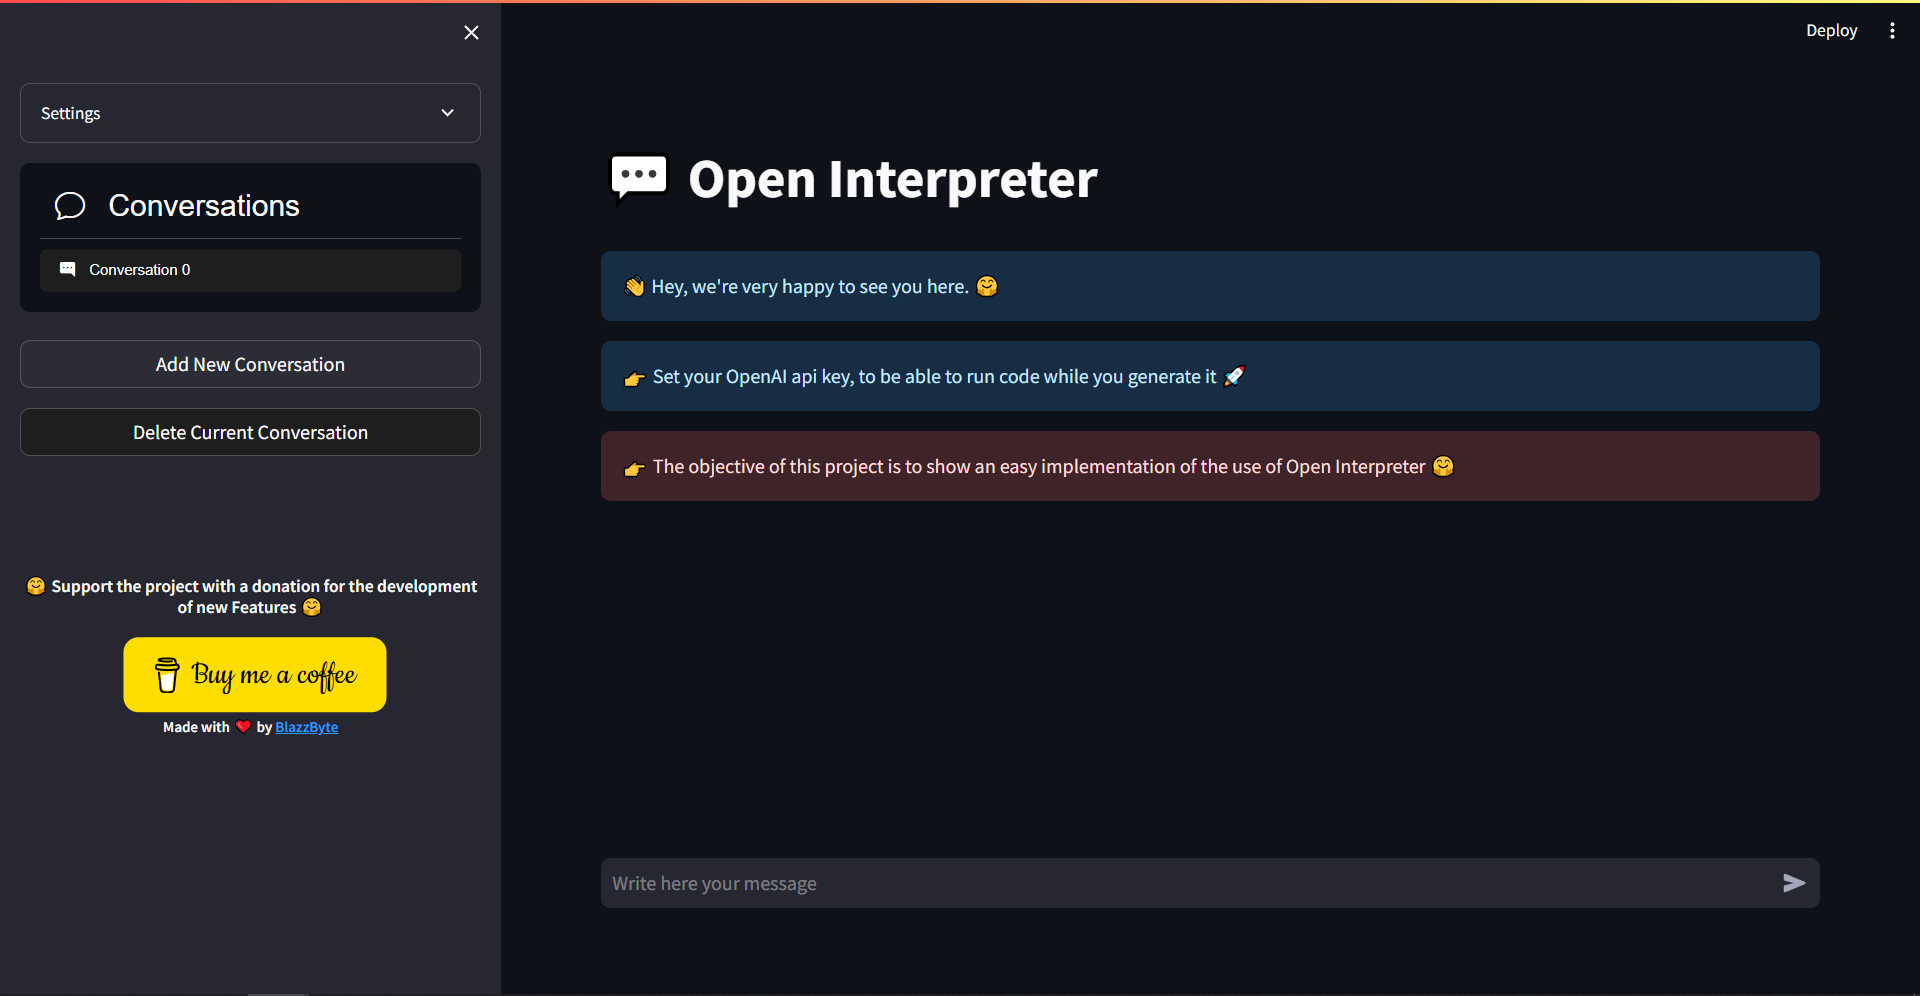 Deploy
Settings
Conversations
Conversation 0
Add New Conversation
Delete Current Conversation
🤗 Support the project with a donation for the development
of new Features 🤗
Buy me a coffee
Made with ❤️ by BlazzByte
💬 Open Interpreter
👋 Hey, we're very happy to see you here. 🤗
👉 Set your OpenAI api key, to be able to run code while you generate it 🚀
👉 The objective of this project is to show an easy implementation of the use of Open Interpreter 🤗
Write here your message